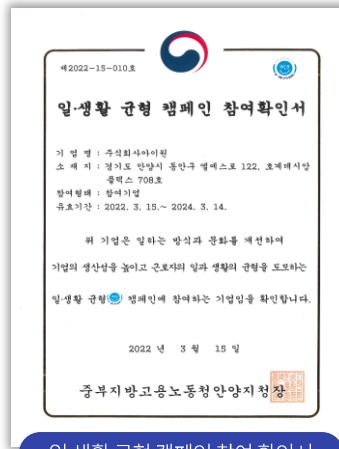 제2022-15-010호
일·생활 균형 캠페인 참여확인서
기 업 명 : 주식회사아이원
소 재 지 : 경기도 안양시 동안구 엘에스로 122, 호계데시앙
플렉스 708호
참여형태 : 참여기업
유효기간 : 2022. 3. 15.~ 2024. 3. 14.
위 기업은 일하는 방식과 문화를 개선하여
기업의 생산성을 높이고 근로자의 일과 생활의 균형을 도모하는
일·생활 균형 캠페인에 참여하는 기업임을 확인합니다.
2022 년 3 월 15 일
중부지방고용노동청안양지청장